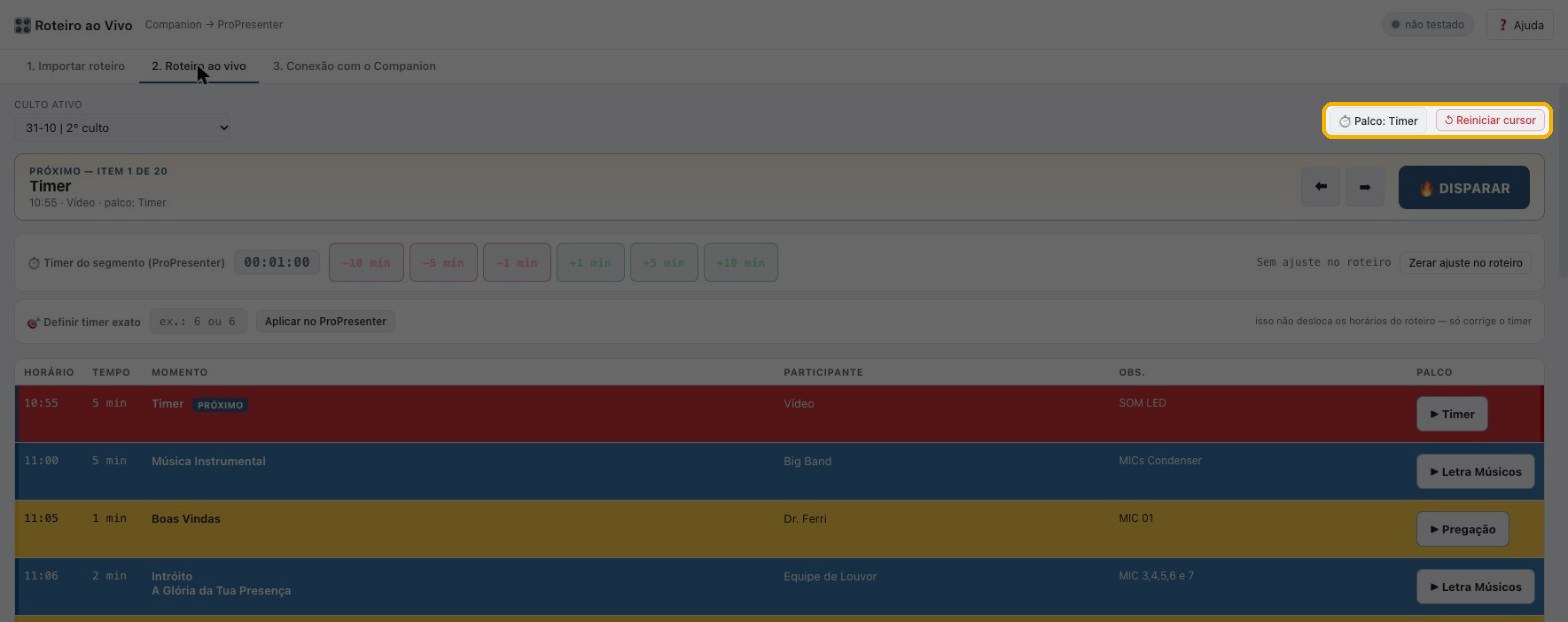 Roteiro ao Vivo Companion → ProPresenter não testado ? Ajuda
1. Importar roteiro 2. Roteiro ao vivo 3. Conexão com o Companion
CULTO ATIVO
31-10 | 2° culto
Palco: Timer Reiniciar cursor
PRÓXIMO — ITEM 1 DE 20
Timer
10:55 · Vídeo · palco: Timer
DISPARAR
Timer do segmento (ProPresenter) 00:01:00 −10 min −5 min −1 min +1 min +5 min +10 min Sem ajuste no roteiro Zerar ajuste no roteiro
Definir timer exato ex.: 6 ou 6 Aplicar no ProPresenter isso não desloca os horários do roteiro — só corrige o timer
HORÁRIO TEMPO MOMENTO PARTICIPANTE OBS. PALCO
10:55 5 min Timer PRÓXIMO Vídeo SOM LED ▶ Timer
11:00 5 min Música Instrumental Big Band MICs Condenser ▶ Letra Músicos
11:05 1 min Boas Vindas Dr. Ferri MIC 01 ▶ Pregação
11:06 2 min Intróito Equipe de Louvor MIC 3,4,5,6 e 7 ▶ Letra Músicos
A Glória da Tua Presença